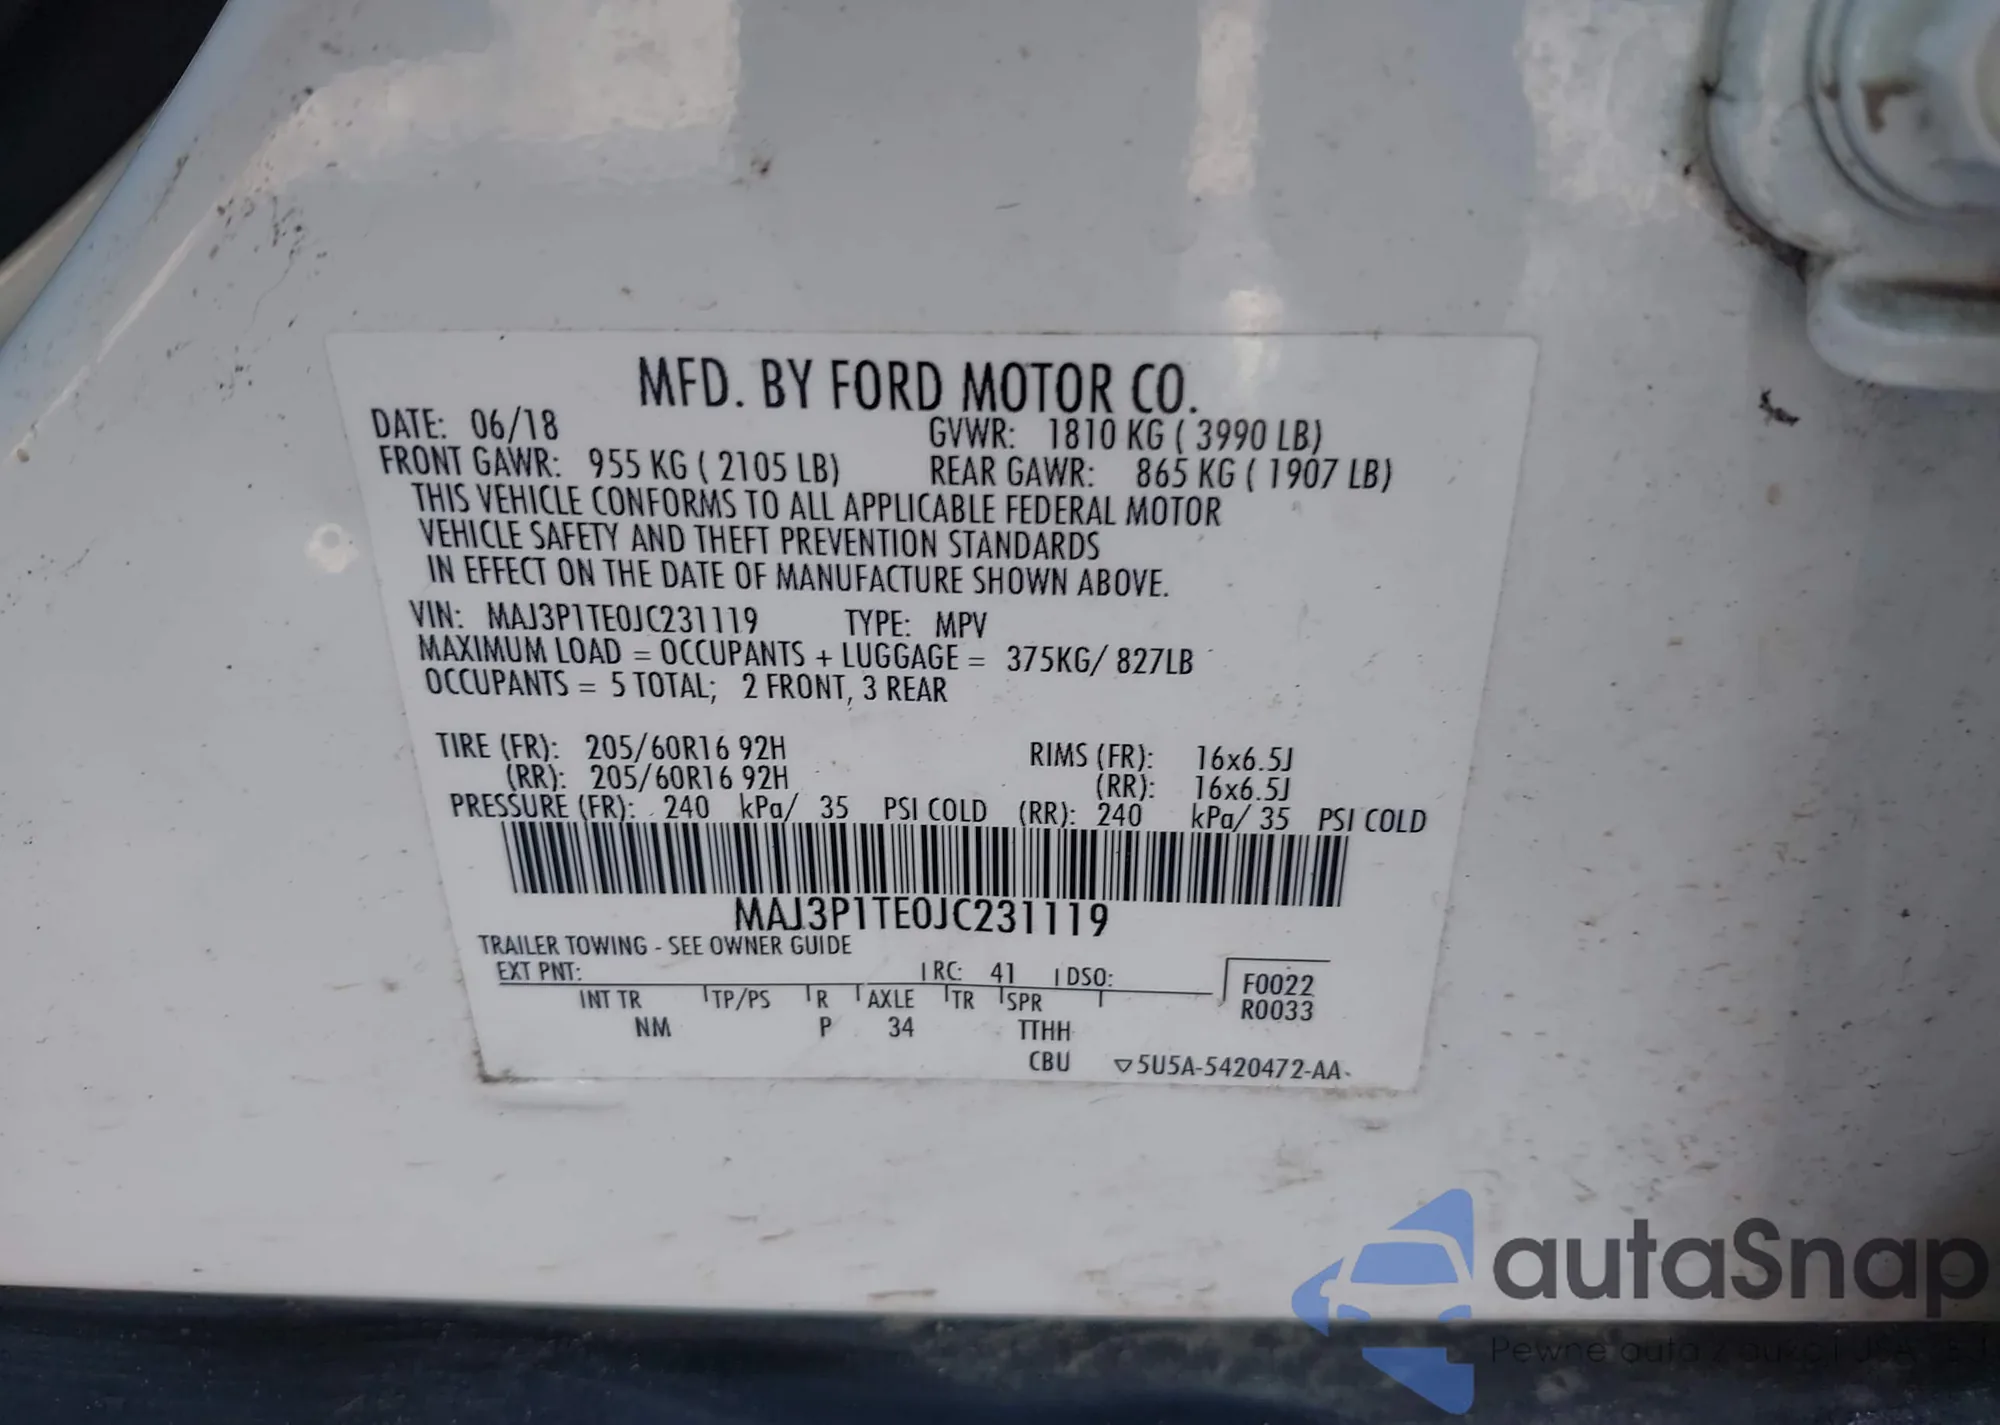 MFD. BY FORD MOTOR CO.
DATE: 06/18 GVWR: 1810 KG ( 3990 LB)
FRONT GAWR: 955 KG ( 2105 LB) REAR GAWR: 865 KG ( 1907 LB)
THIS VEHICLE CONFORMS TO ALL APPLICABLE FEDERAL MOTOR
VEHICLE SAFETY AND THEFT PREVENTION STANDARDS
IN EFFECT ON THE DATE OF MANUFACTURE SHOWN ABOVE.
VIN: MAJ3P1TE0JC231119 TYPE: MPV
MAXIMUM LOAD = OCCUPANTS + LUGGAGE = 375KG/ 827LB
OCCUPANTS = 5 TOTAL; 2 FRONT, 3 REAR
TIRE (FR): 205/60R16 92H RIMS (FR): 16x6.5J
(RR): 205/60R16 92H (RR): 16x6.5J
PRESSURE (FR): 240 kPa/ 35 PSI COLD (RR): 240 kPa/ 35 PSI COLD
MAJ3P1TE0JC231119
TRAILER TOWING - SEE OWNER GUIDE
EXT PNT: RC: 41 DSO: F0022
INT TR TP/PS R AXLE TR SPR R0033
NM P 34 TTHH
CBU ▽5U5A-5420472-AA
autaSnap
Pewne auta z aukcji USA